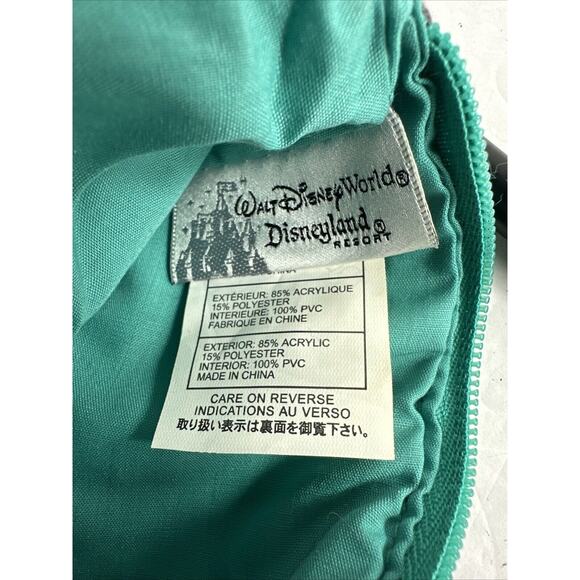 Walt Disney World®
Disneyland®
RESORT
CHINA
EXTÉRIEUR: 85% ACRYLIQUE
15% POLYESTER
INTERIEURE: 100% PVC
FABRIQUE EN CHINE
EXTERIOR: 85% ACRYLIC
15% POLYESTER
INTERIOR: 100% PVC
MADE IN CHINA
CARE ON REVERSE
INDICATIONS AU VERSO
取り扱い表示は裏面を御覧下さい。